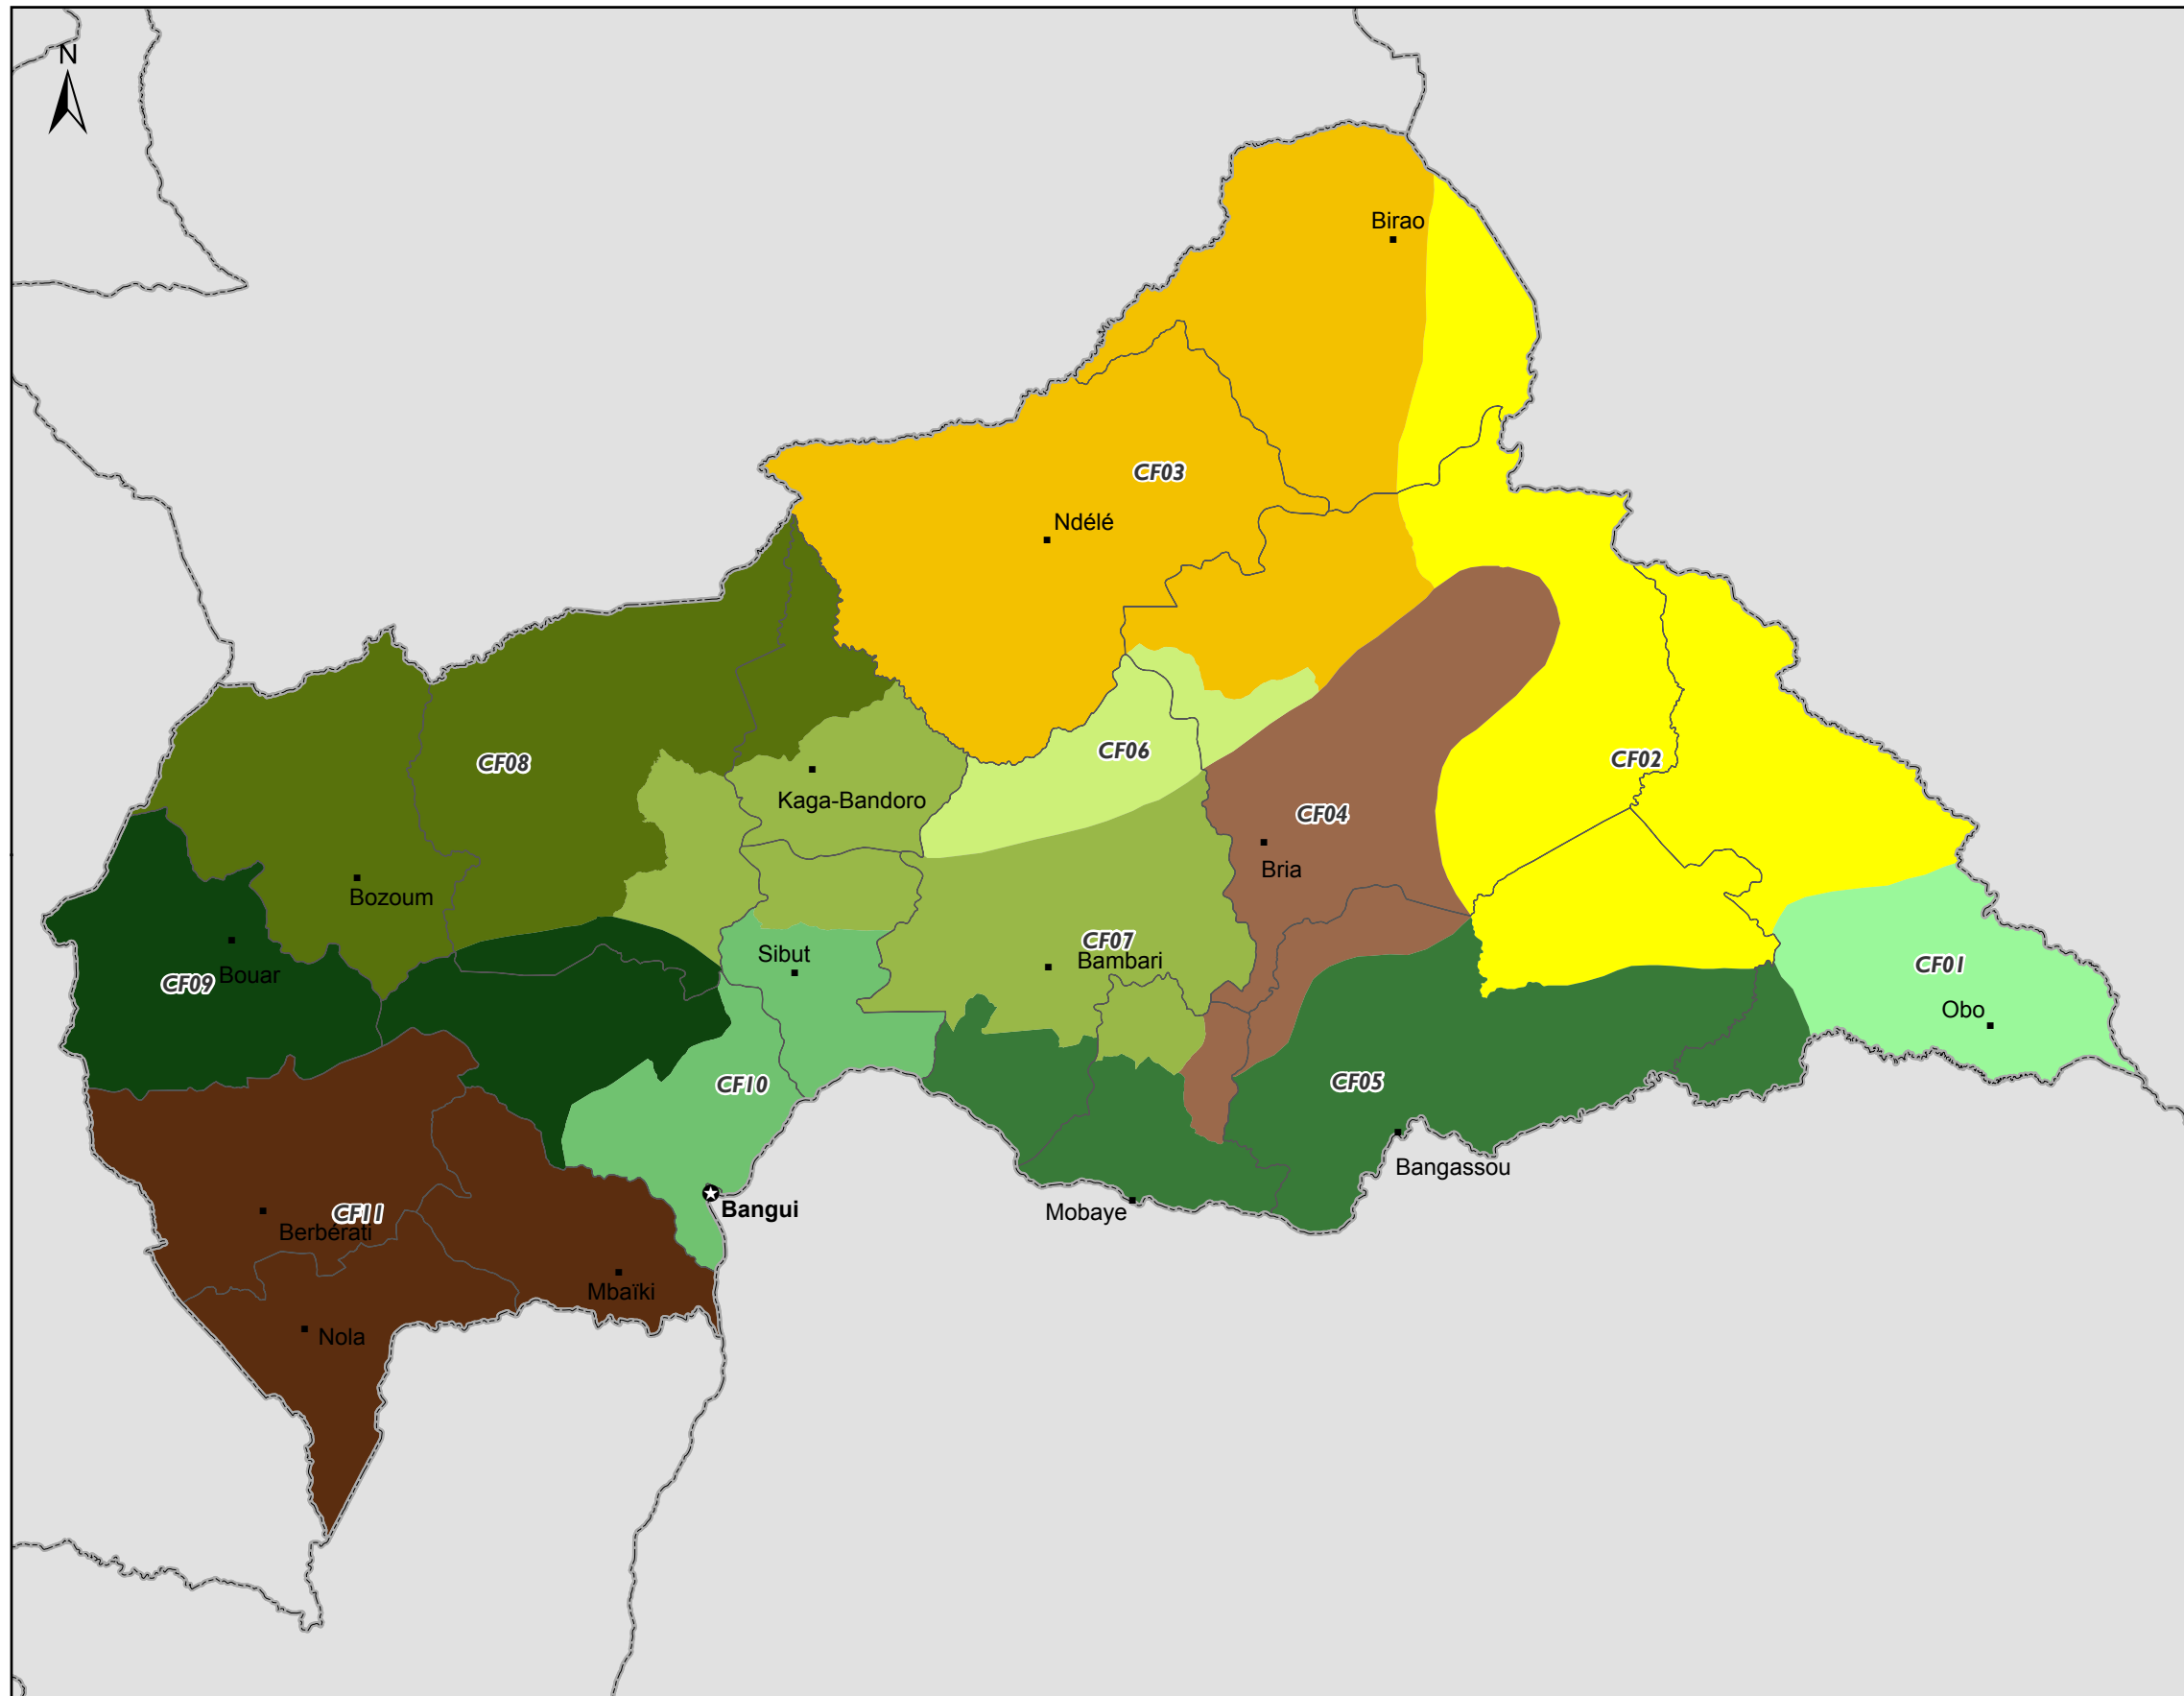 N
Birao
CF03
Ndélé
CF06
CF08
CF02
Kaga-Bandoro
CF04
Bria
Bozoum
CF07
Sibut
Bambari
CF01
Bouar
CF09
Obo
CF10
CF05
Bangassou
Bangui
Mobaye
CF11
Berbérati
Mbaïki
Nola